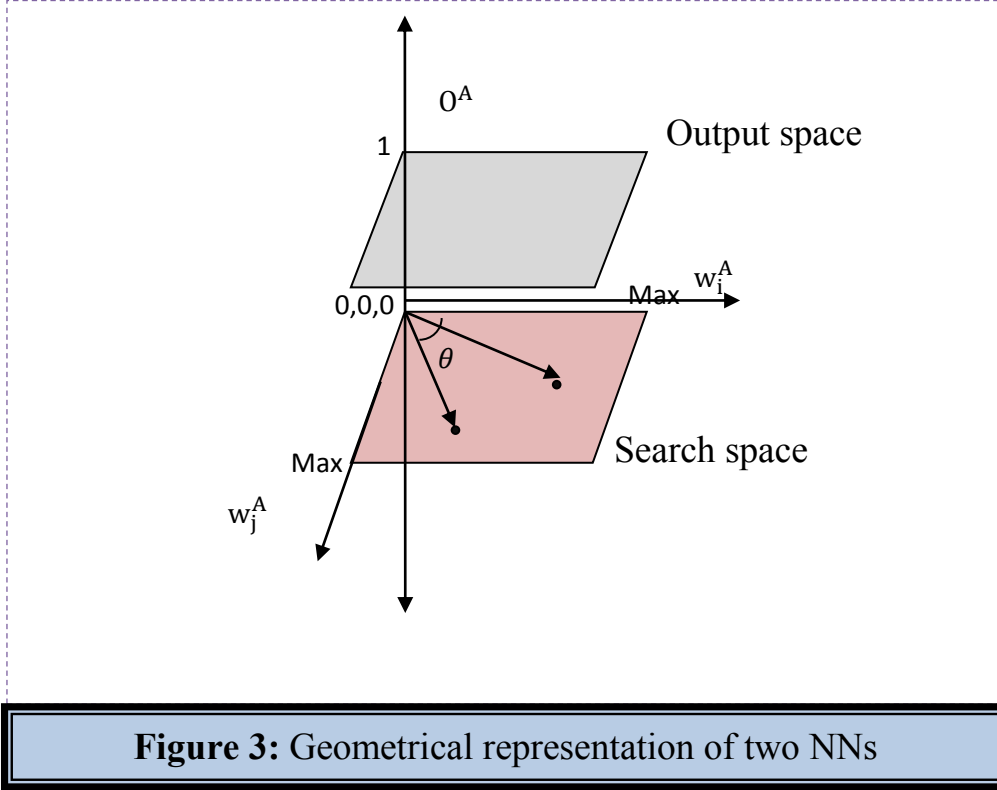 O^A
Output space
1
w_i^A
Max
0,0,0
θ
Search space
Max
w_j^A
Figure 3: Geometrical representation of two NNs